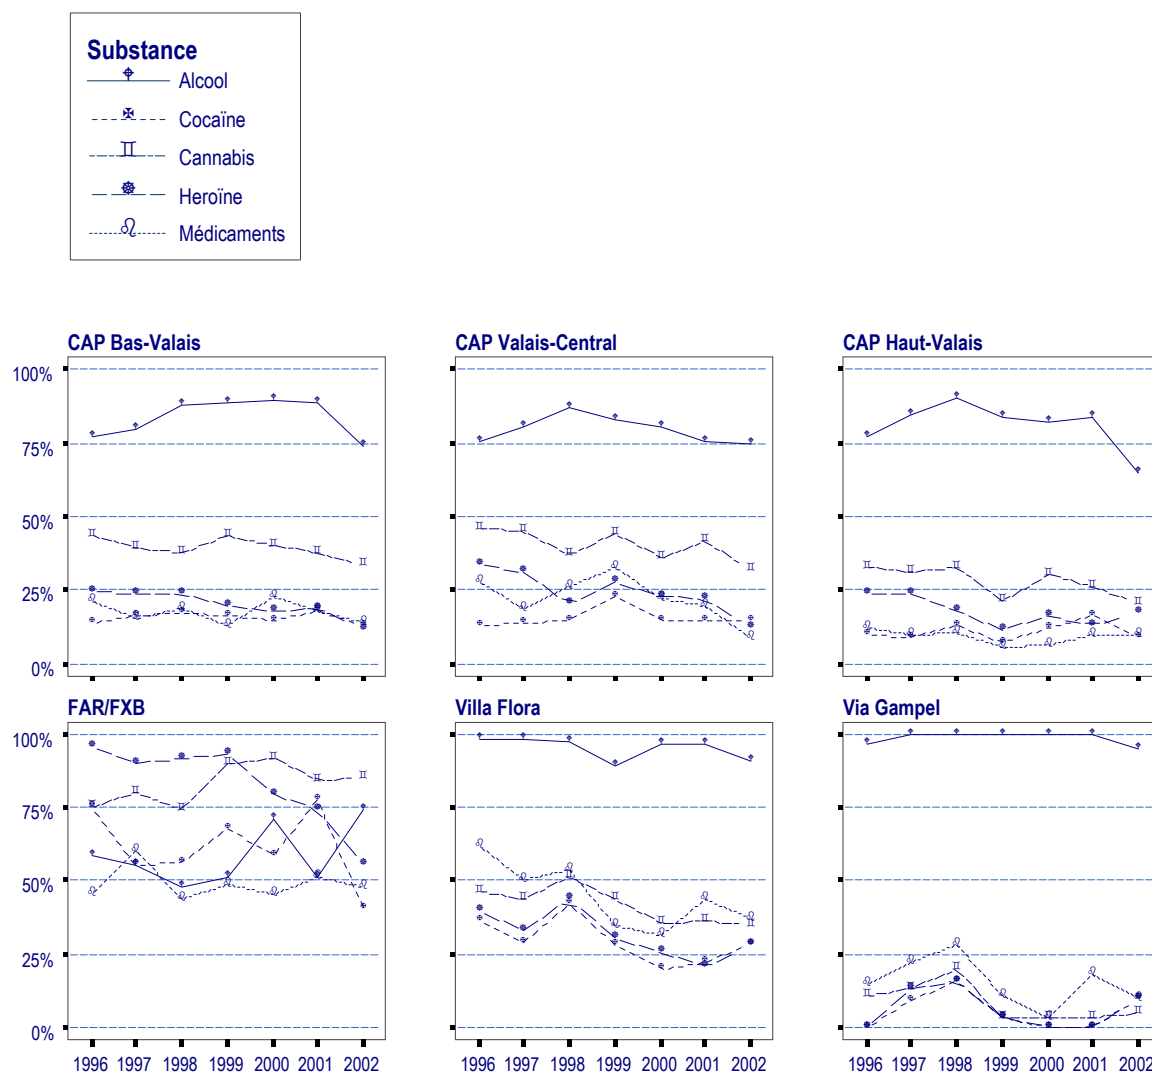 Substance
Alcool
Cocaïne
Cannabis
Heroïne
Médicaments
CAP Bas-Valais
CAP Valais-Central
CAP Haut-Valais
100%
75%
50%
25%
0%
FAR/FXB
Villa Flora
Via Gampel
100%
75%
50%
25%
0%
1996 1997 1998 1999 2000 2001 2002
1996 1997 1998 1999 2000 2001 2002
1996 1997 1998 1999 2000 2001 2002